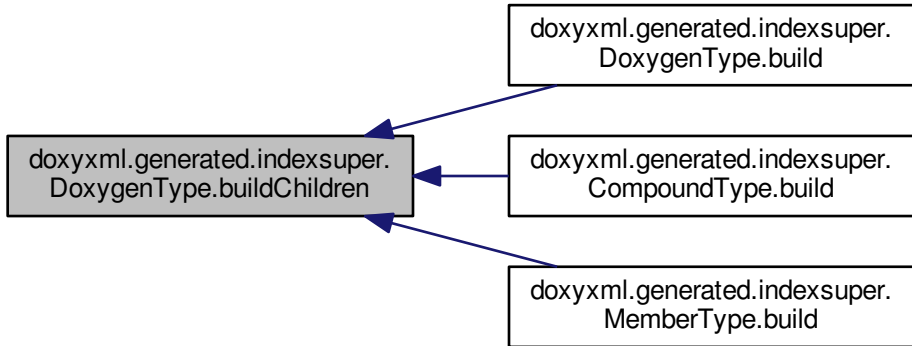 doxyxml.generated.indexsuper.
DoxygenType.buildChildren
doxyxml.generated.indexsuper.
DoxygenType.build
doxyxml.generated.indexsuper.
CompoundType.build
doxyxml.generated.indexsuper.
MemberType.build